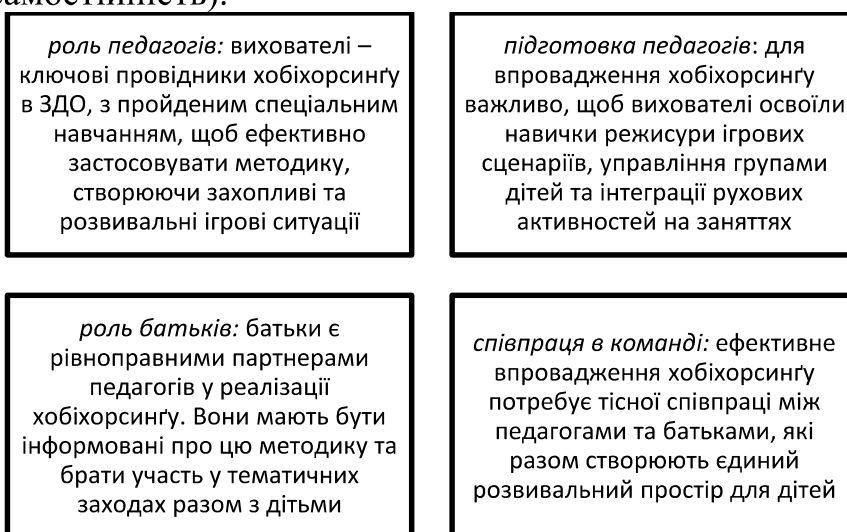 самостійність).
роль педагогів: вихователі –
ключові провідники хобіхорсинґу
в ЗДО, з пройденим спеціальним
навчанням, щоб ефективно
застосовувати методику,
створюючи захопливі та
розвивальні ігрові ситуації
підготовка педагогів: для
впровадження хобіхорсинґу
важливо, щоб вихователі освоїли
навички режисури ігрових
сценаріїв, управління групами
дітей та інтеграції рухових
активностей на заняттях
роль батьків: батьки є
рівноправними партнерами
педагогів у реалізації
хобіхорсинґу. Вони мають бути
інформовані про цю методику та
брати участь у тематичних
заходах разом з дітьми
співпраця в команді: ефективне
впровадження хобіхорсинґу
потребує тісної співпраці між
педагогами та батьками, які
разом створюють єдиний
розвивальний простір для дітей